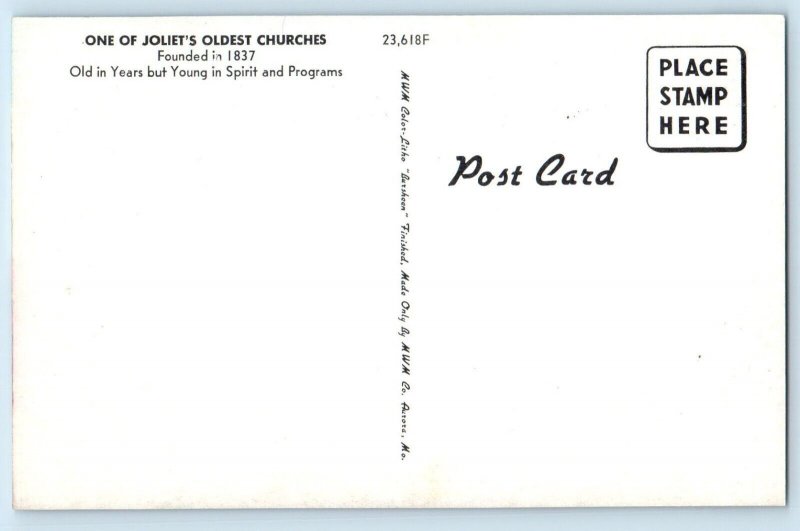 ONE OF JOLIET'S OLDEST CHURCHES
Founded in 1837
Old in Years but Young in Spirit and Programs
23,618F
MWM Color-Litho "Dursheen" Finished, Made Only By MWM Co. Aurora, Mo.
Post Card
PLACE
STAMP
HERE